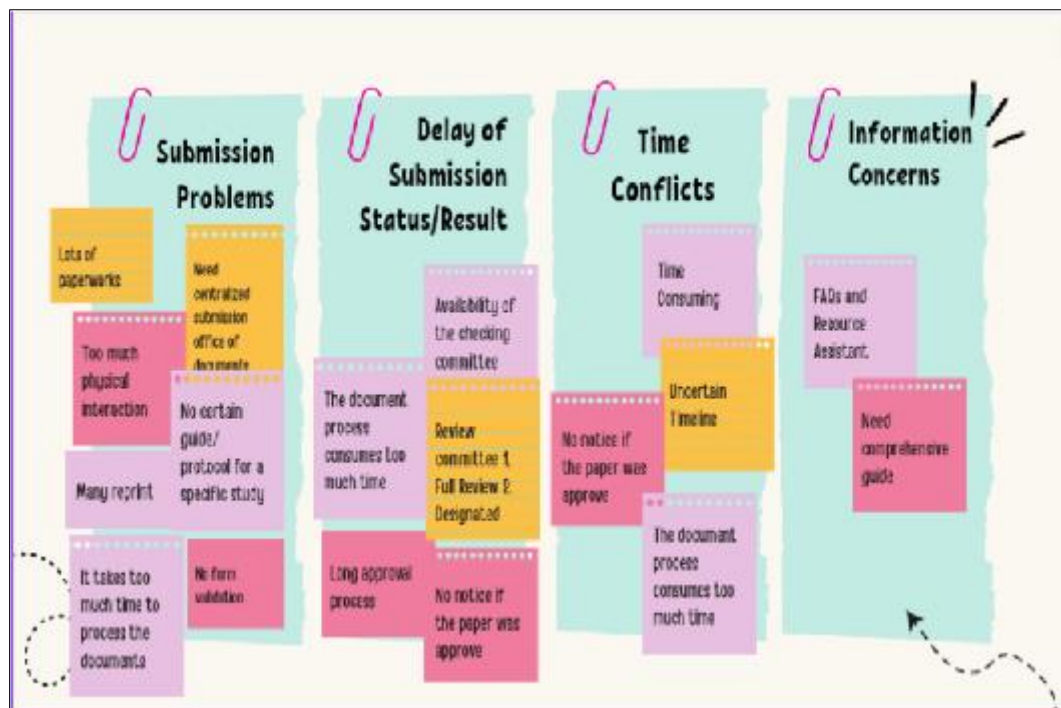 Submission
Problems
Lots of
paperworks
Need
centralized
submission
office of
documents
Too much
physical
interaction
No certain
guide/
protocol for a
specific study
Many reprint
It takes too
much time to
process the
documents
No form
validation
Delay of
Submission
Status/Result
Availability of
the checking
committee
The document
process
consumes too
much time
Review
committee 1.
Full Review 2.
Designated
Long approval
process
No notice if
the paper was
approve
Time
Conflicts
Time
Consuming
Uncertain
Timeline
No notice if
the paper was
approve
The document
process
consumes too
much time
Information
Concerns
FAQs and
Resource
Assistant.
Need
comprehensive
guide